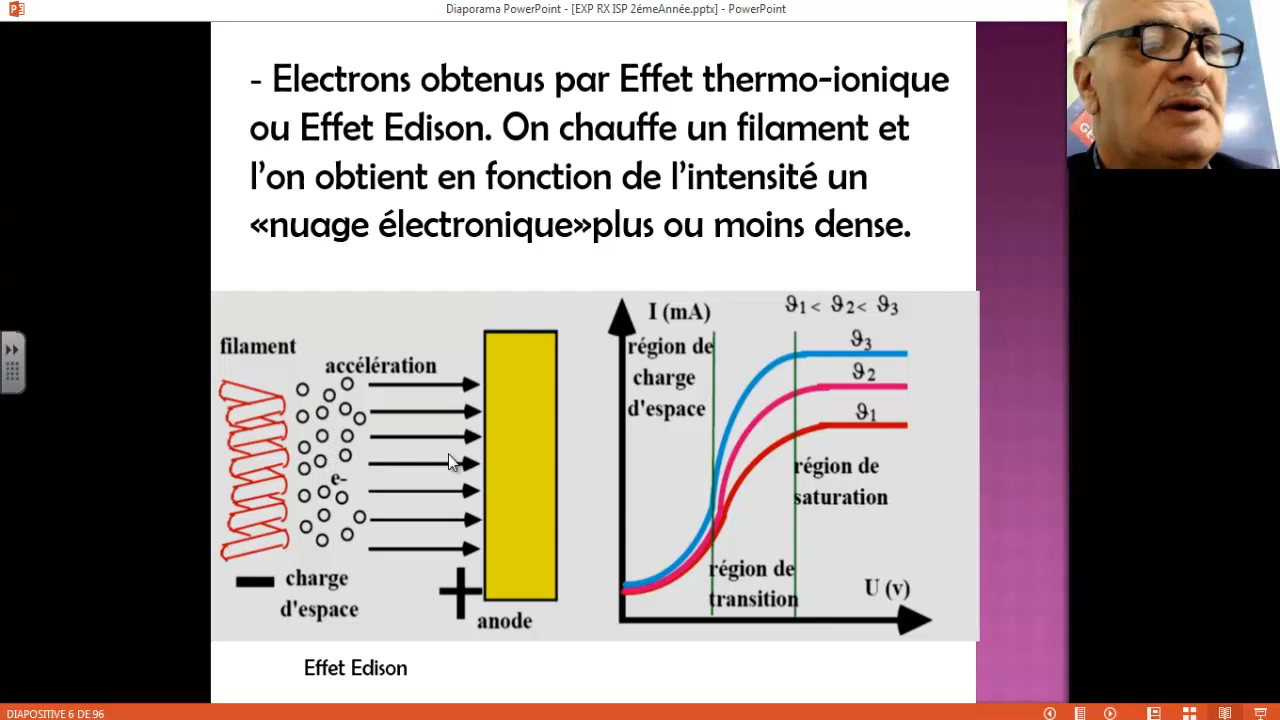 Diaporama PowerPoint - [EXP RX ISP 2émeAnnée.pptx] - PowerPoint
- Electrons obtenus par Effet thermo-ionique
ou Effet Edison. On chauffe un filament et
l'on obtient en fonction de l'intensité un
«nuage électronique»plus ou moins dense.
filament
accélération
e-
charge
d'espace
anode
I (mA)
ϑ1< ϑ2< ϑ3
région de
charge
d'espace
ϑ3
ϑ2
ϑ1
région de
saturation
région de
transition
U (v)
Effet Edison
DIAPOSITIVE 6 DE 96